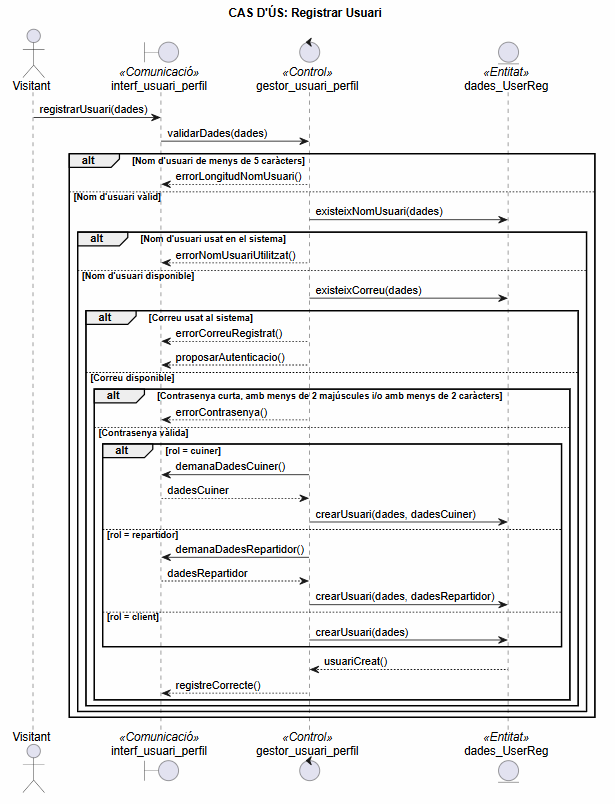 CAS D'ÚS: Registrar Usuari
Visitant
«Comunicació»
interf_usuari_perfil
«Control»
gestor_usuari_perfil
«Entitat»
dades_UserReg
registrarUsuari(dades)
validarDades(dades)
alt [Nom d'usuari de menys de 5 caràcters]
errorLongitudNomUsuari()
[Nom d'usuari vàlid]
existeixNomUsuari(dades)
alt [Nom d'usuari usat en el sistema]
errorNomUsuariUtilitzat()
[Nom d'usuari disponible]
existeixCorreu(dades)
alt [Correu usat al sistema]
errorCorreuRegistrat()
proposarAutenticacio()
[Correu disponible]
alt [Contrasenya curta, amb menys de 2 majúscules i/o amb menys de 2 caràcters]
errorContrasenya()
[Contrasenya vàlida]
alt [rol = cuiner]
demanaDadesCuiner()
dadesCuiner
crearUsuari(dades, dadesCuiner)
[rol = repartidor]
demanaDadesRepartidor()
dadesRepartidor
crearUsuari(dades, dadesRepartidor)
[rol = client]
crearUsuari(dades)
usuariCreat()
registreCorrecte()
Visitant
«Comunicació»
interf_usuari_perfil
«Control»
gestor_usuari_perfil
«Entitat»
dades_UserReg